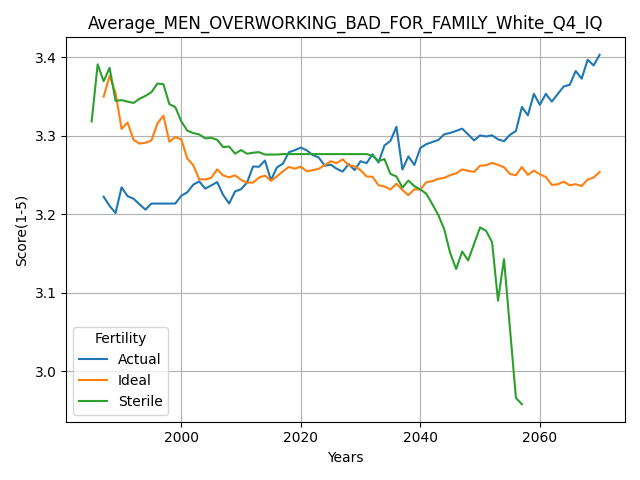 Average_MEN_OVERWORKING_BAD_FOR_FAMILY_White_Q4_IQ
3.4
3.3
3.2
3.1
3.0
Score(1-5)
Fertility
Actual
Ideal
Sterile
2000
2020
2040
2060
Years